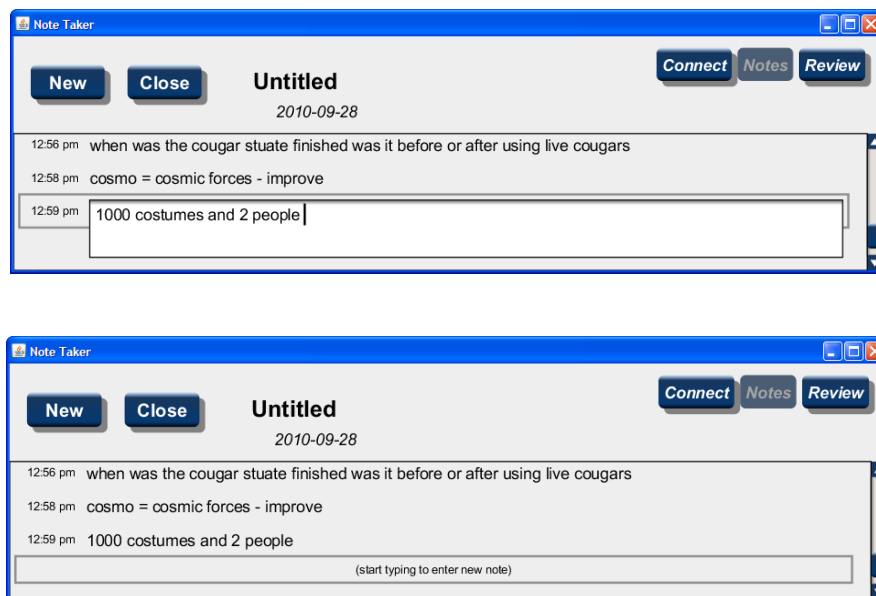 Note Taker
New Close Untitled Connect Notes Review
2010-09-28
12:56 pm when was the cougar stuate finished was it before or after using live cougars
12:58 pm cosmo = cosmic forces - improve
12:59 pm 1000 costumes and 2 people
Note Taker
New Close Untitled Connect Notes Review
2010-09-28
12:56 pm when was the cougar stuate finished was it before or after using live cougars
12:58 pm cosmo = cosmic forces - improve
12:59 pm 1000 costumes and 2 people
(start typing to enter new note)